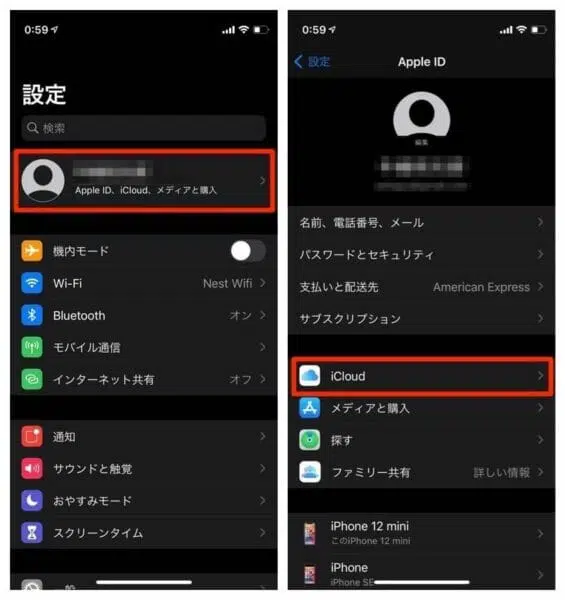 0:59
設定
検索
Apple ID、iCloud、メディアと購入
機内モード
Wi-Fi Nest Wifi
Bluetooth オン
モバイル通信
インターネット共有 オフ
通知
サウンドと触覚
おやすみモード
スクリーンタイム
一般
0:59
設定 Apple ID
編集
名前、電話番号、メール
パスワードとセキュリティ
支払いと配送先 American Express
サブスクリプション
iCloud
メディアと購入
探す
ファミリー共有 詳しい情報
iPhone 12 mini
このiPhone 12 mini
iPhone
iPhone SE